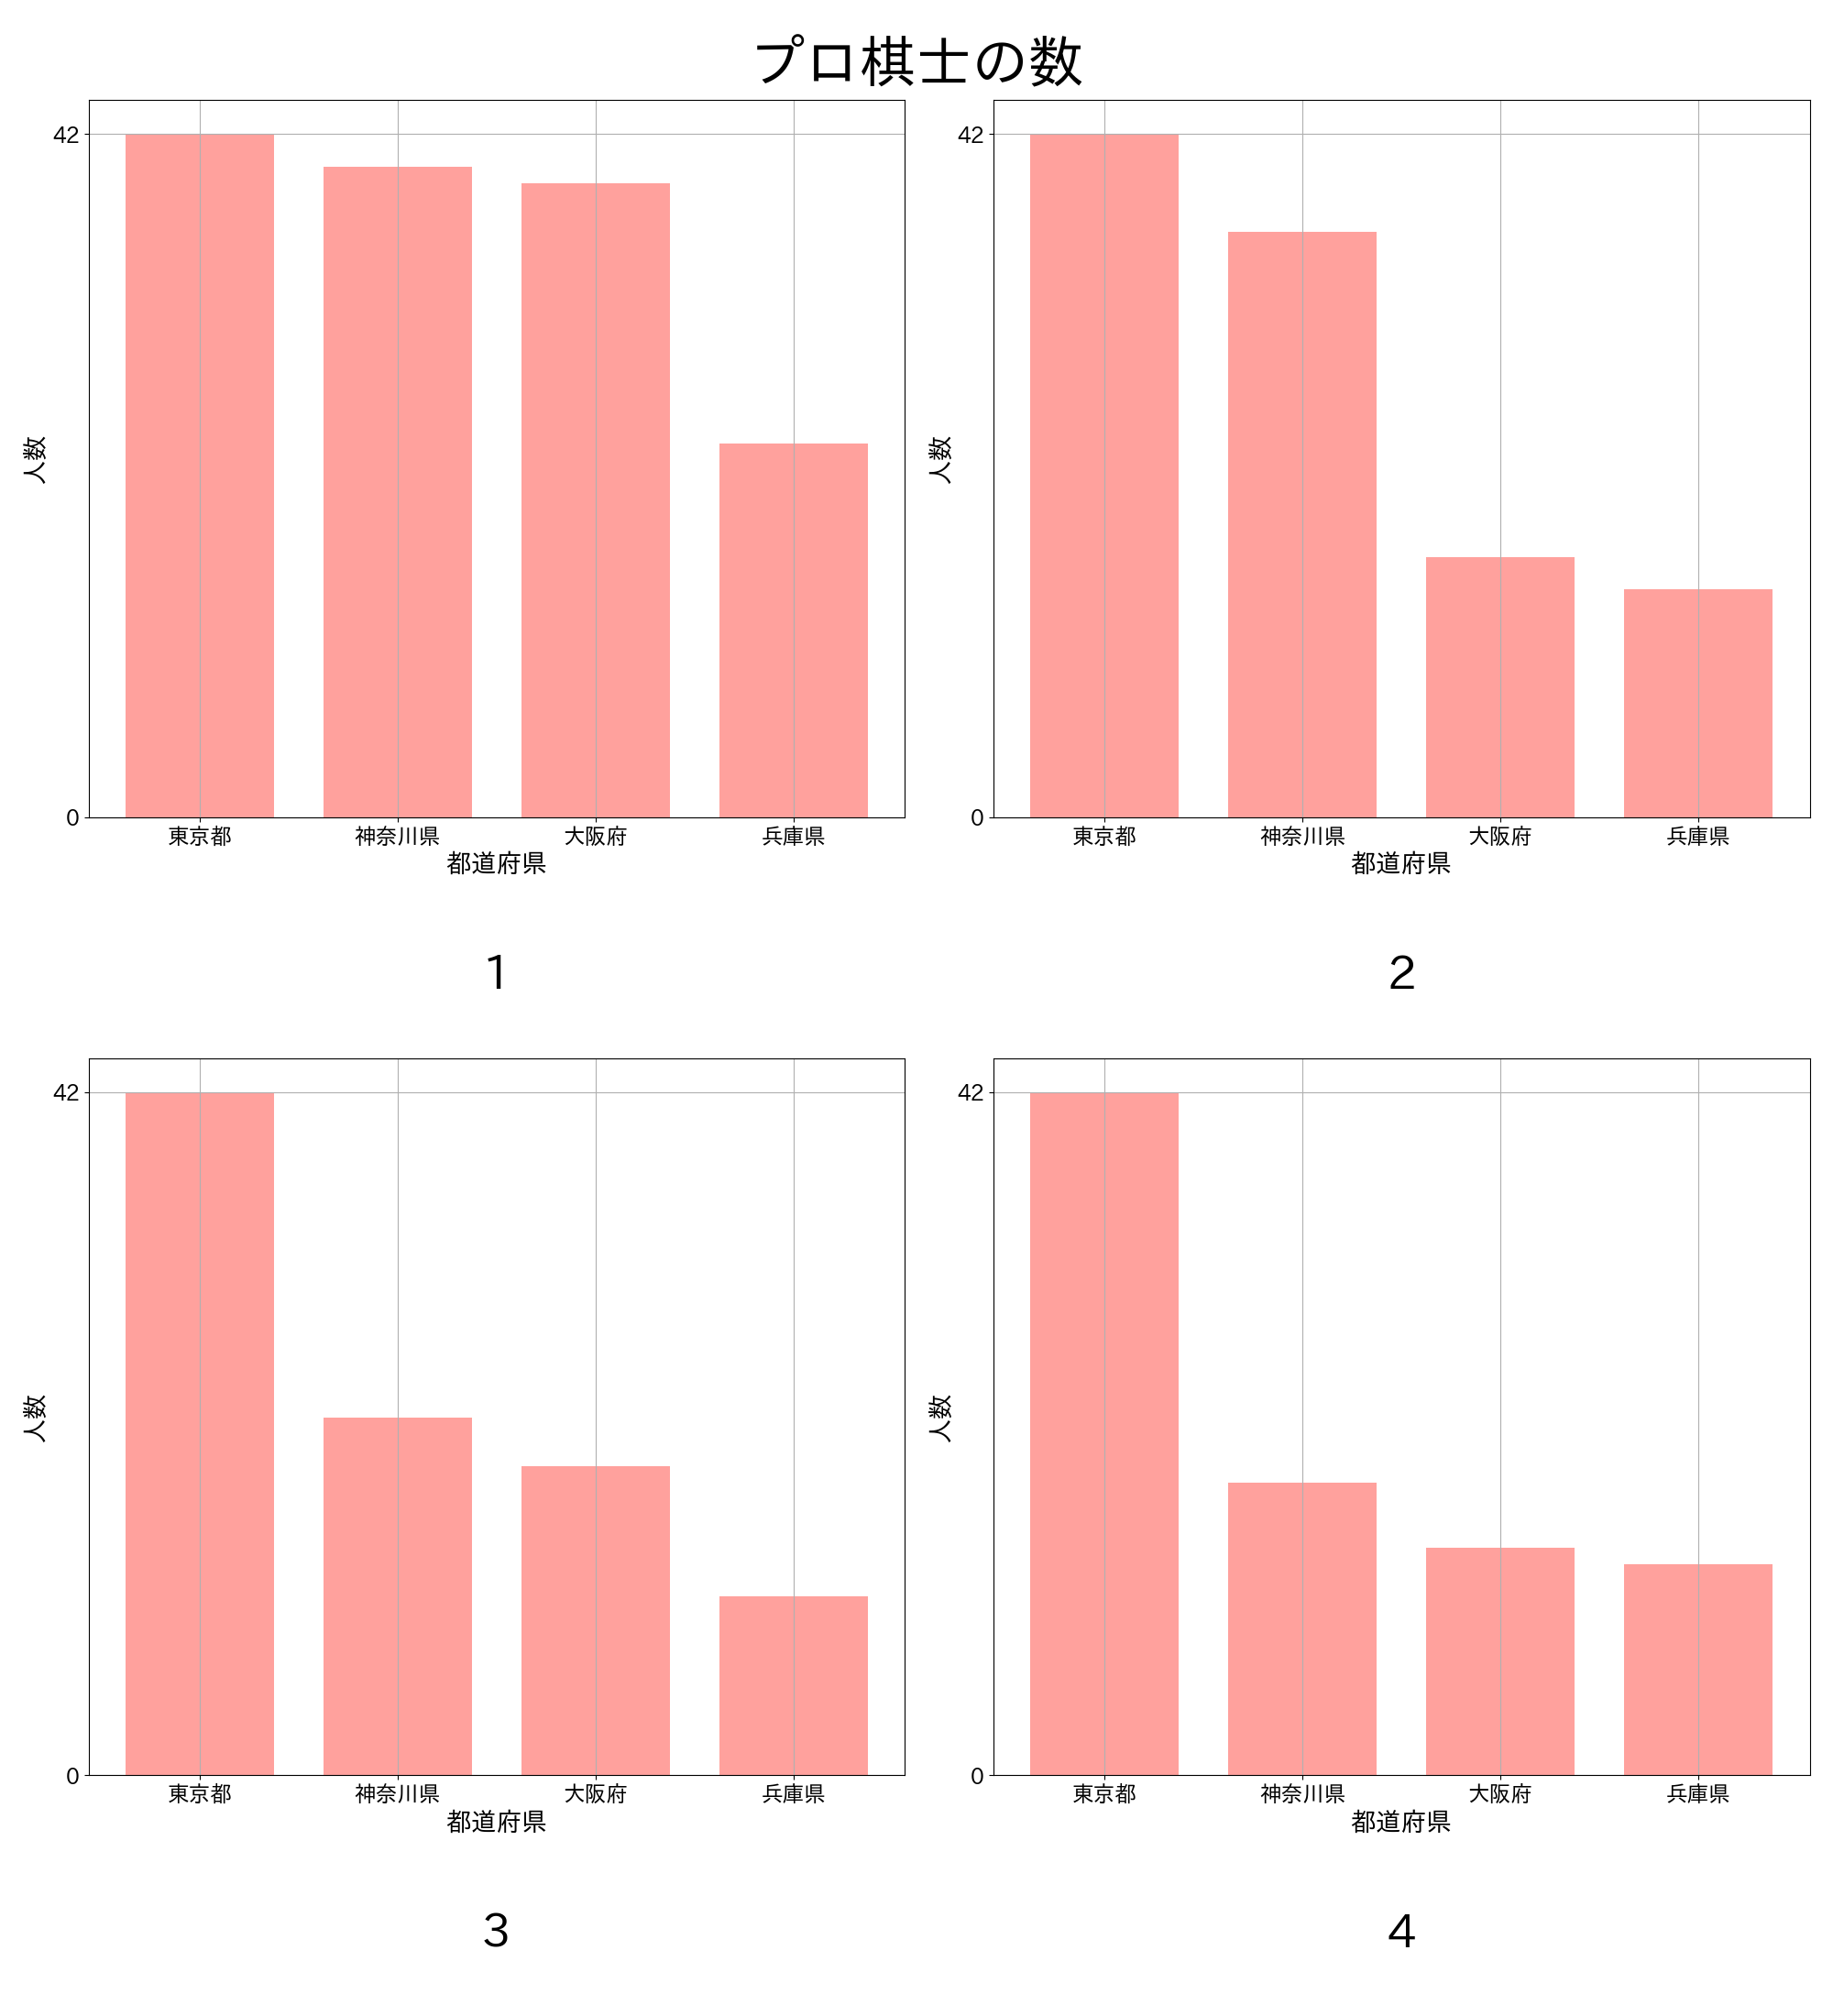 プロ棋士の数
42
0
人数
東京都 神奈川県 大阪府 兵庫県
都道府県
1
42
0
人数
東京都 神奈川県 大阪府 兵庫県
都道府県
2
42
0
人数
東京都 神奈川県 大阪府 兵庫県
都道府県
3
42
0
人数
東京都 神奈川県 大阪府 兵庫県
都道府県
4